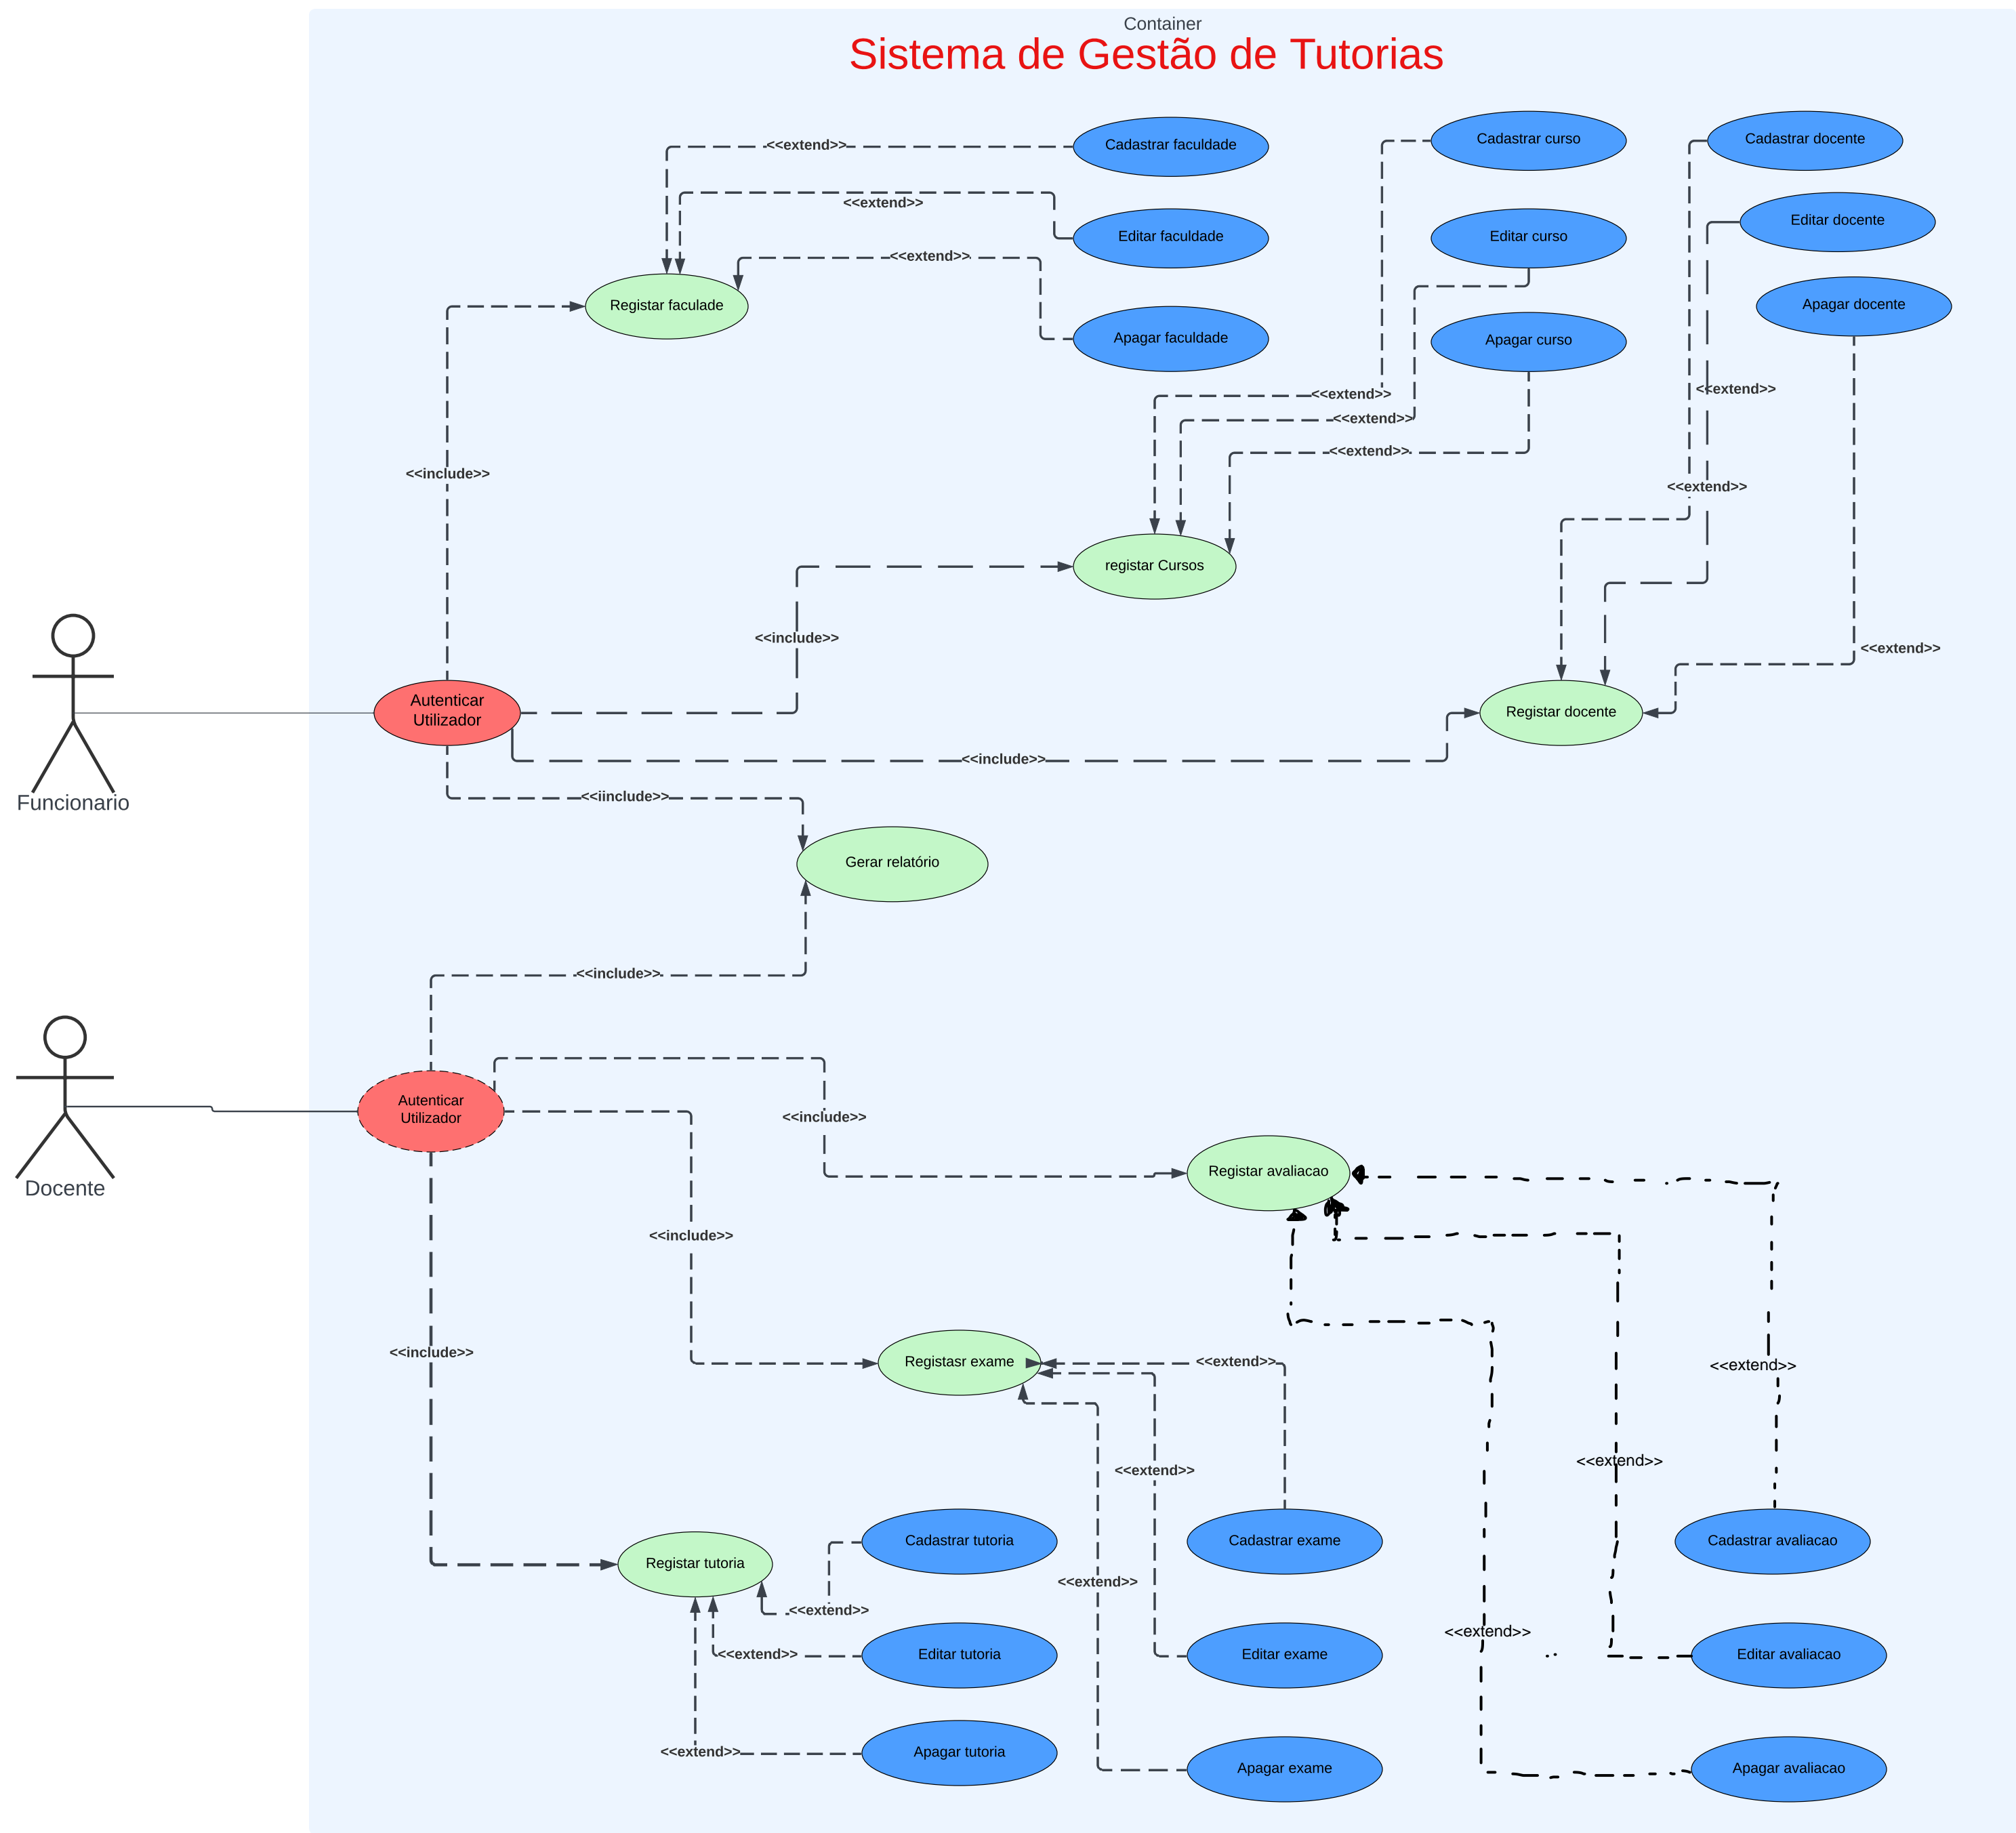 Container
Sistema de Gestão de Tutorias
Cadastrar faculdade
Cadastrar curso
Cadastrar docente
<<extend>>
<<extend>>
Editar faculdade
Editar curso
Editar docente
<<extend>>
Registar faculade
Apagar faculdade
Apagar curso
Apagar docente
<<extend>>
<<extend>>
<<extend>>
<<extend>>
<<include>>
<<extend>>
registar Cursos
<<include>>
<<extend>>
Autenticar
Utilizador
Registar docente
<<include>>
Funcionario
<<iinclude>>
Gerar relatório
<<include>>
Autenticar
Utilizador
<<include>>
Docente
Registar avaliacao
<<include>>
<<include>>
Registasr exame
<<extend>>
<<extend>>
<<extend>>
<<extend>>
Registar tutoria
Cadastrar tutoria
Cadastrar exame
Cadastrar avaliacao
<<extend>>
<<extend>>
<<extend>>
<<extend>>
Editar tutoria
Editar exame
Editar avaliacao
<<extend>>
Apagar tutoria
Apagar exame
Apagar avaliacao